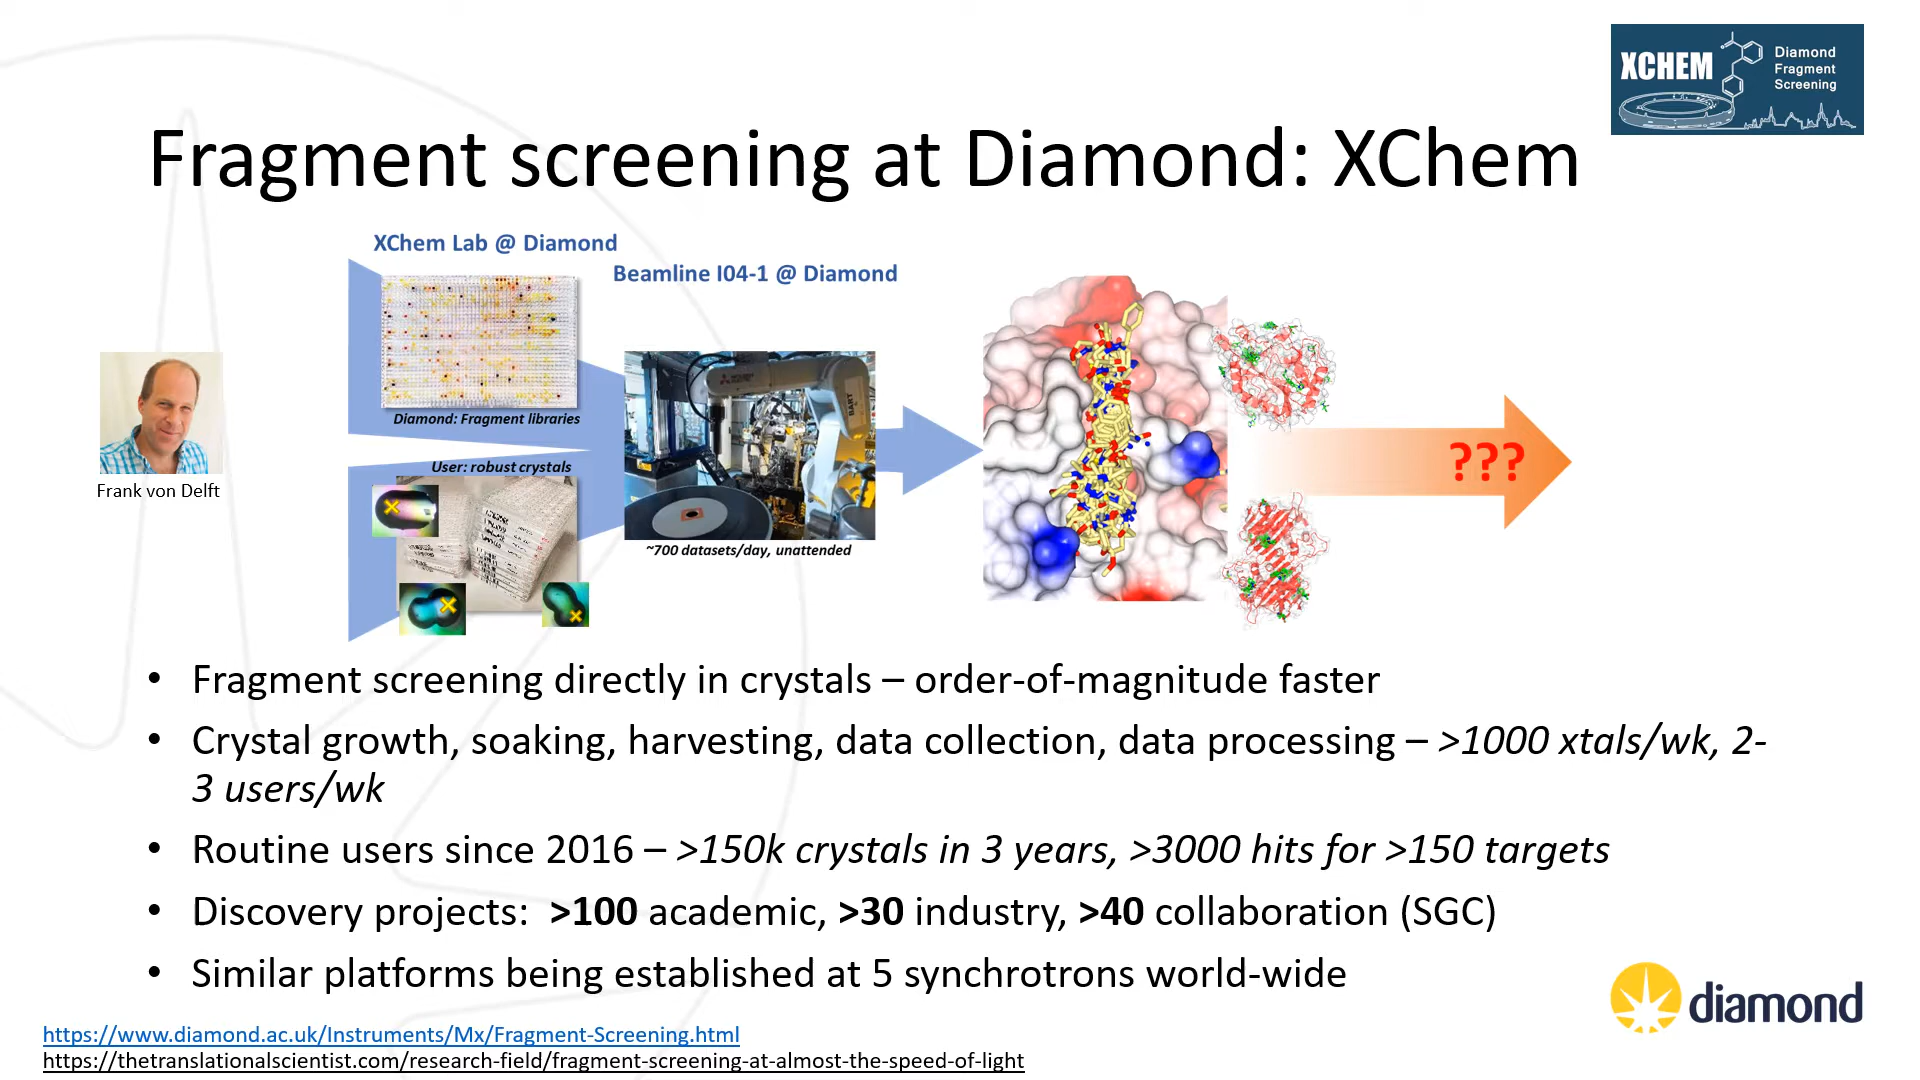 XCHEM
Diamond
Fragment
Screening
Fragment screening at Diamond: XChem
XChem Lab @ Diamond
Beamline I04-1 @ Diamond
Diamond: Fragment libraries
User: robust crystals
BART
~700 datasets/day, unattended
Frank von Delft
???
• Fragment screening directly in crystals – order-of-magnitude faster
• Crystal growth, soaking, harvesting, data collection, data processing – >1000 xtals/wk, 2-
3 users/wk
• Routine users since 2016 – >150k crystals in 3 years, >3000 hits for >150 targets
• Discovery projects:  >100 academic, >30 industry, >40 collaboration (SGC)
• Similar platforms being established at 5 synchrotrons world-wide
diamond
https://www.diamond.ac.uk/Instruments/Mx/Fragment-Screening.html
https://thetranslationalscientist.com/research-field/fragment-screening-at-almost-the-speed-of-light